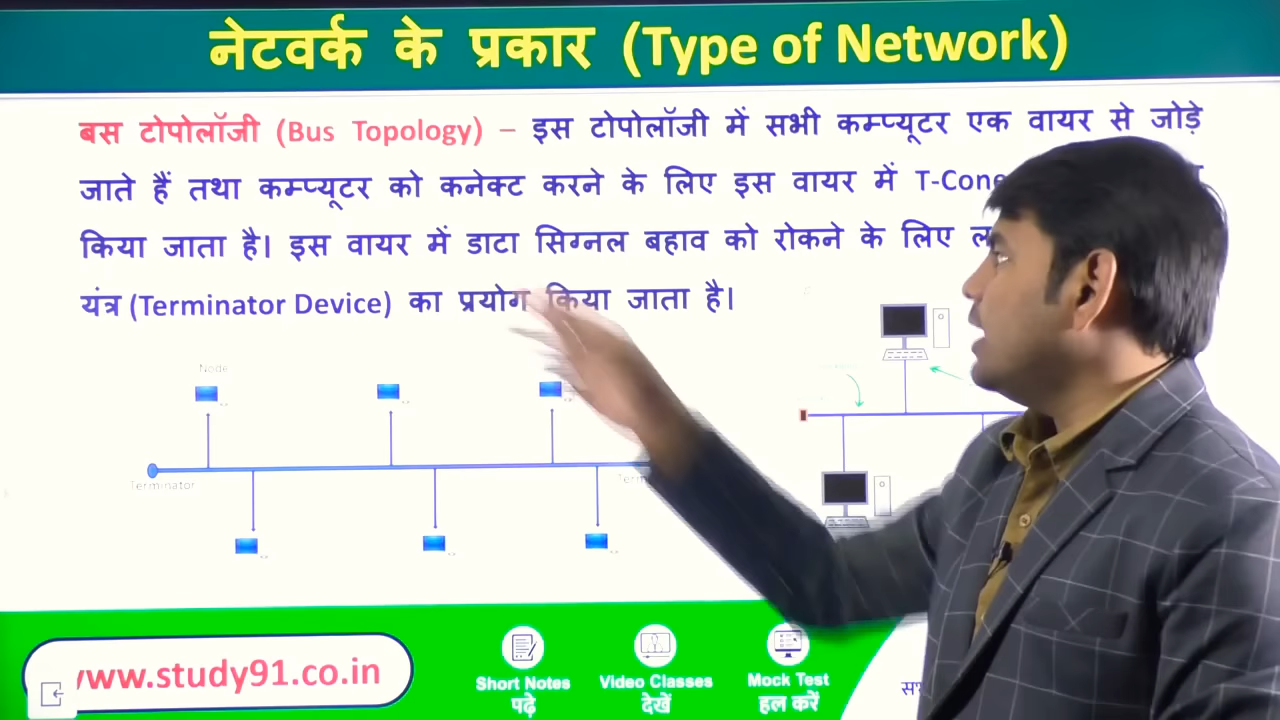 नेटवर्क के प्रकार (Type of Network)
बस टोपोलॉजी (Bus Topology) – इस टोपोलॉजी में सभी कम्प्यूटर एक वायर से जोड़े
जाते हैं तथा कम्प्यूटर को कनेक्ट करने के लिए इस वायर में
किया जाता है। इस वायर में डाटा सिग्नल बहाव को रोकने के लिए
यंत्र (Terminator Device) का प्रयोग किया जाता है।
Node
Terminator
www.study91.co.in
Short Notes
पढ़ें
Video Classes
देखें
Mock Test
हल करें